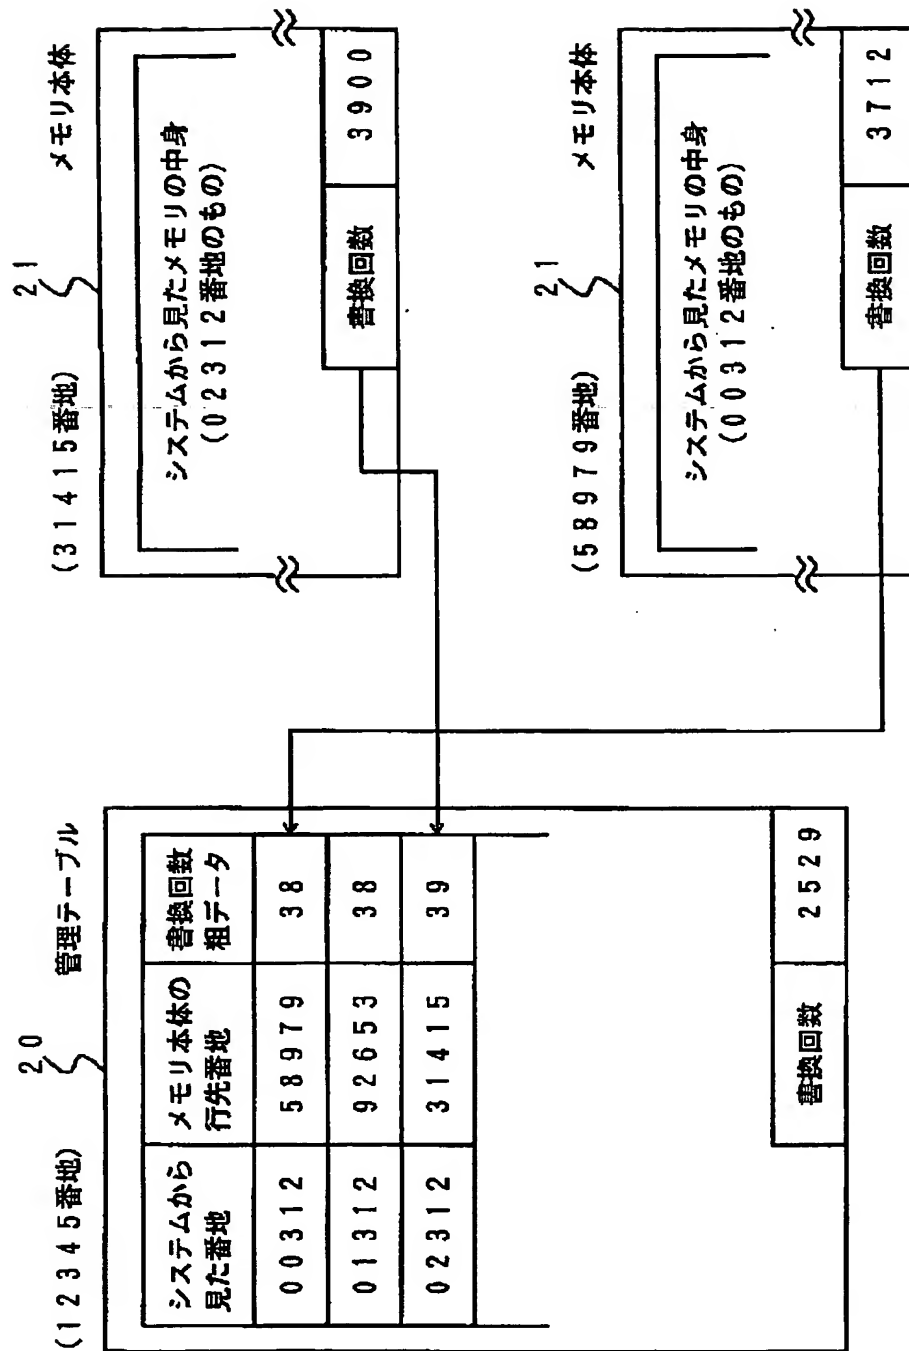 (12345番地)
20
管理テーブル
システムから
見た番地
メモリ本体の
行先番地
書換回数
粗データ
00312
58979
38
01312
92653
38
02312
31415
39
書換回数
2529
(31415番地)
21
メモリ本体
システムから見たメモリの中身
(02312番地のもの)
書換回数
3900
(58979番地)
21
メモリ本体
システムから見たメモリの中身
(00312番地のもの)
書換回数
3712